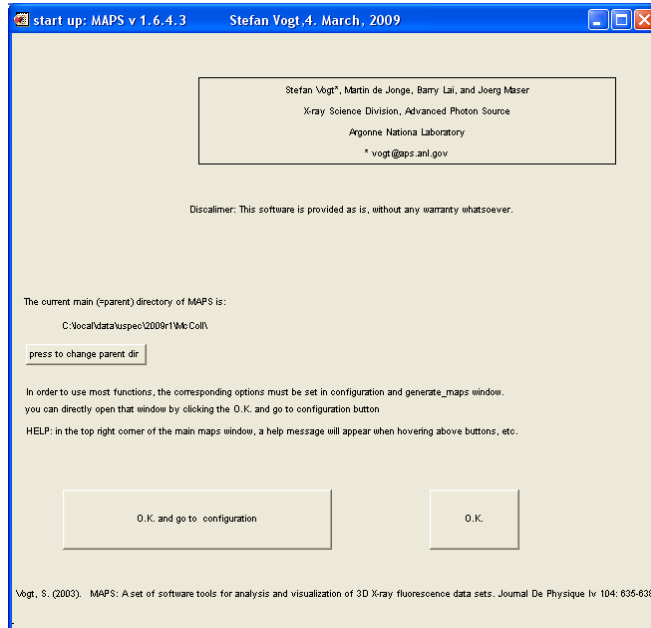 start up: MAPS v 1.6.4.3 Stefan Vogt,4. March, 2009
Stefan Vogt*, Martin de Jonge, Barry Lai, and Joerg Maser
X-ray Science Division, Advanced Photon Source
Argonne Nationa Laboratory
* vogt@aps.anl.gov
Discalimer: This software is provided as is, without any warranty whatsoever.
The current main (=parent) directory of MAPS is:
C:\local\data\uspec\2009r1\McColl\
press to change parent dir
In order to use most functions, the corresponding options must be set in configuration and generate_maps window.
you can directly open that window by clicking the O.K. and go to configuration button
HELP: in the top right corner of the main maps window, a help message will appear when hovering above buttons, etc.
O.K. and go to configuration
O.K.
Vogt, S. (2003). MAPS: A set of software tools for analysis and visualization of 3D X-ray fluorescence data sets. Journal De Physique Iv 104: 635-638